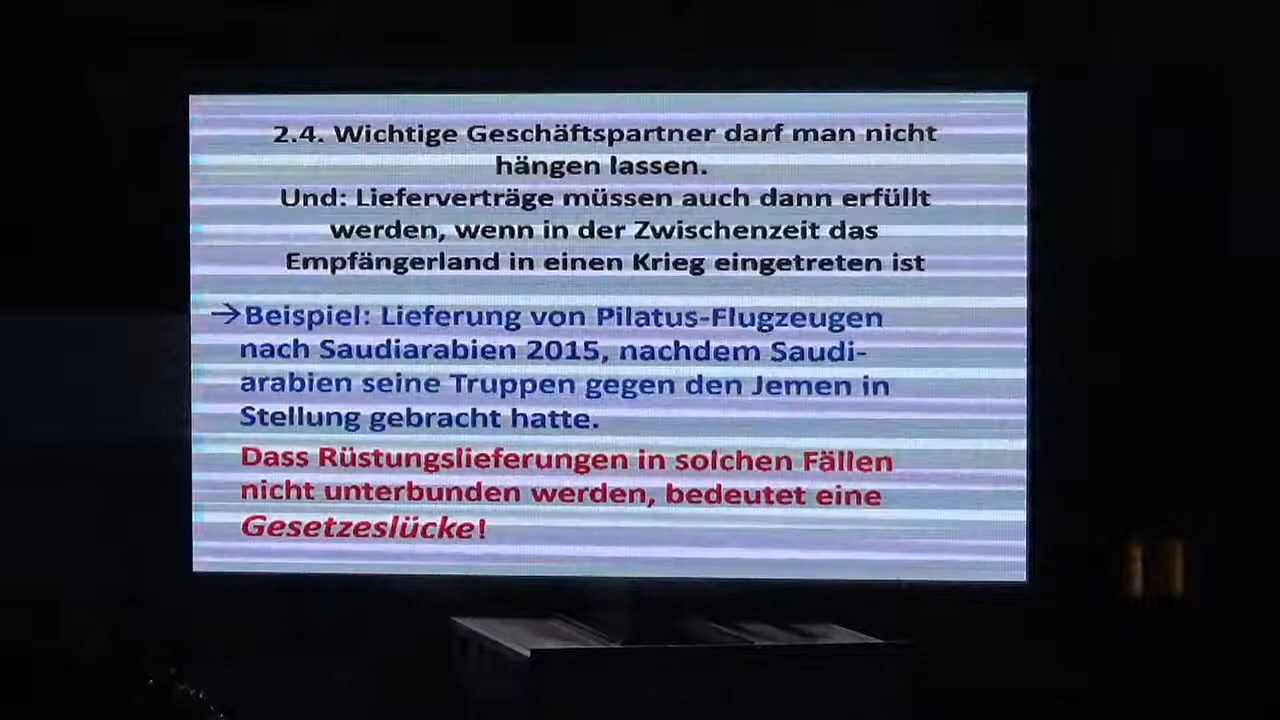 2.4. Wichtige Geschäftspartner darf man nicht
hängen lassen.
Und: Lieferverträge müssen auch dann erfüllt
werden, wenn in der Zwischenzeit das
Empfängerland in einen Krieg eingetreten ist
→Beispiel: Lieferung von Pilatus-Flugzeugen
nach Saudiarabien 2015, nachdem Saudi-
arabien seine Truppen gegen den Jemen in
Stellung gebracht hatte.
Dass Rüstungslieferungen in solchen Fällen
nicht unterbunden werden, bedeutet eine
Gesetzeslücke!